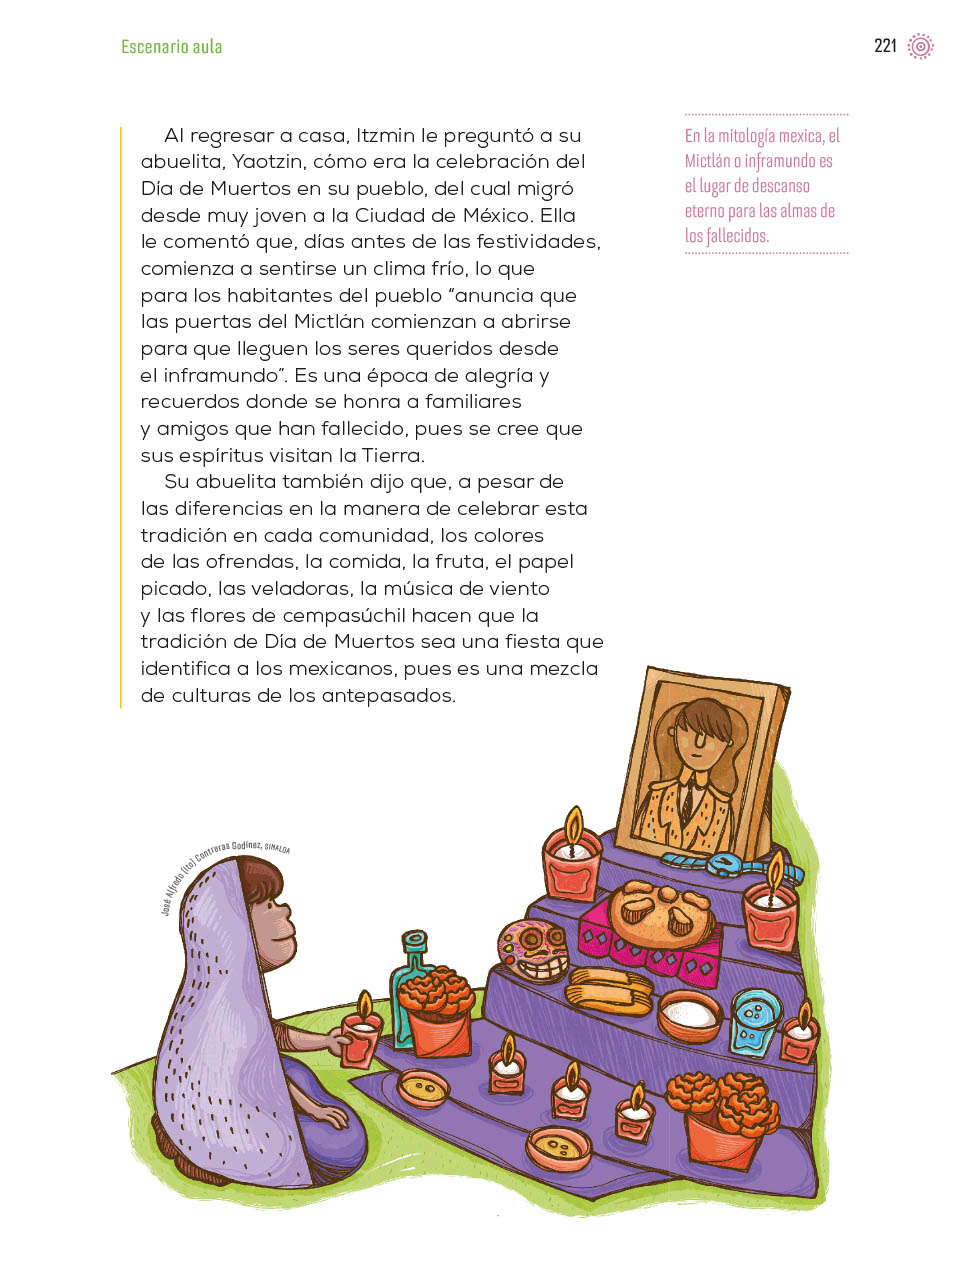 Escenario aula
221
Al regresar a casa, Itzmin le preguntó a su
abuelita, Yaotzin, cómo era la celebración del
Día de Muertos en su pueblo, del cual migró
desde muy joven a la Ciudad de México. Ella
le comentó que, días antes de las festividades,
comienza a sentirse un clima frío, lo que
para los habitantes del pueblo “anuncia que
las puertas del Mictlán comienzan a abrirse
para que lleguen los seres queridos desde
el inframundo”. Es una época de alegría y
recuerdos donde se honra a familiares
y amigos que han fallecido, pues se cree que
sus espíritus visitan la Tierra.
Su abuelita también dijo que, a pesar de
las diferencias en la manera de celebrar esta
tradición en cada comunidad, los colores
de las ofrendas, la comida, la fruta, el papel
picado, las veladoras, la música de viento
y las flores de cempasúchil hacen que la
tradición de Día de Muertos sea una fiesta que
identifica a los mexicanos, pues es una mezcla
de culturas de los antepasados.
En la mitología mexica, el
Mictlán o inframundo es
el lugar de descanso
eterno para las almas de
los fallecidos.
José Alfredo (Ito) Contreras Godínez, SINALOA